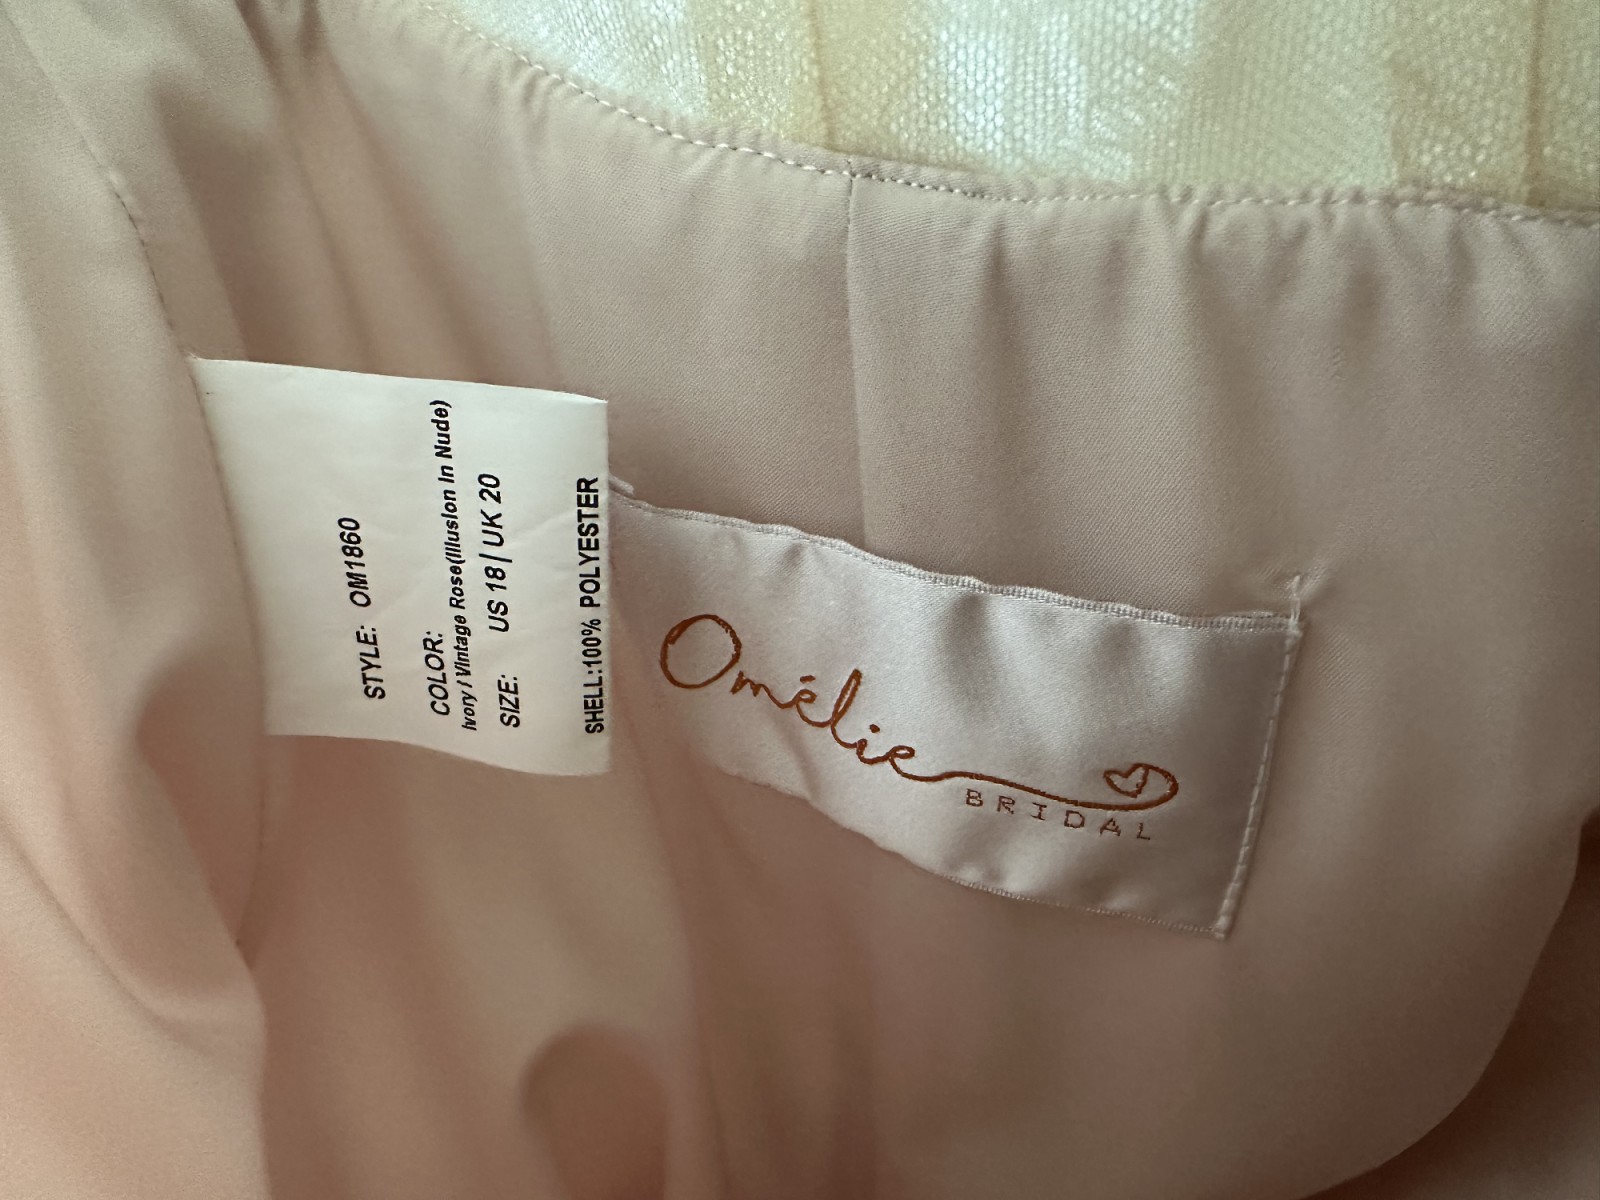 STYLE: OM1860
COLOR:
Ivory / Vintage Rose(Illusion In Nude)
SIZE: US 18 | UK 20
SHELL:100% POLYESTER
Omélie
BRIDAL